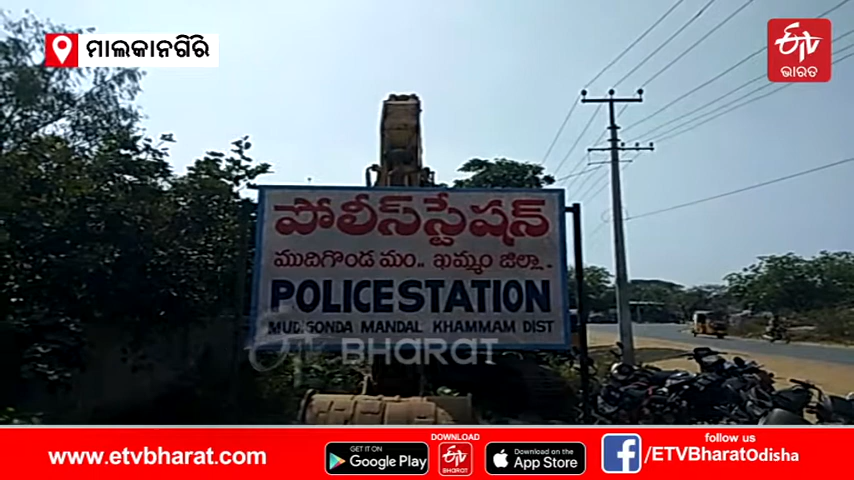 ମାଲକାନଗିରି
etv
ଭାରତ
పోలీస్‌స్టేషన్
ముదిగొండ మం.. ఖమ్మం జిల్లా.
POLICESTATION
MUDIGONDA MANDAL KHAMMAM DIST
etv BHARAT
www.etvbharat.com
DOWNLOAD
GET IT ON
Google Play
etv
BHARAT
Download on the
App Store
follow us
/ETVBharatOdisha